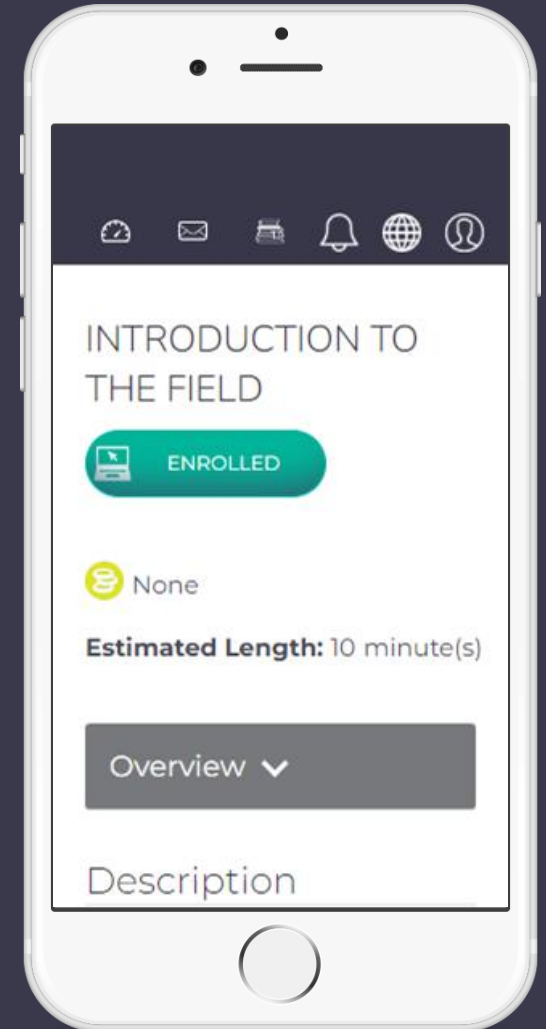 INTRODUCTION TO
THE FIELD
ENROLLED
None
Estimated Length: 10 minute(s)
Overview
Description